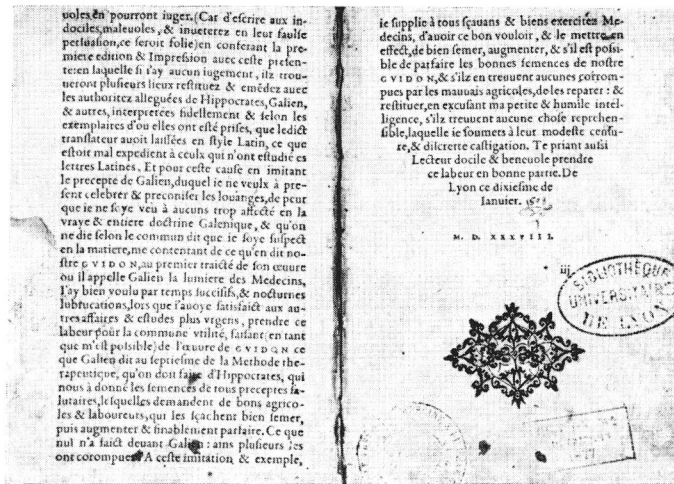 uoles,en pourront iuger.(Car d'escrire aux in-
dociles,maleuoles, & inueterez en leur faulse
persuasion,ce seroit folie)en conferant la pre-
miere edition & Impression auec ceste presen-
te:en laquelle si i'ay aucun iugement, ilz trou-
ueront plusieurs lieux restituez & emédez auec
les authoritez alleguées de Hippocrates, Galien,
& autres, interpretées fidellement & selon les
exemplaires d'ou elles ont esté prises, que ledict
translateur auoit laissées en style Latin, ce que
estoit mal expedient à ceulx qui n'ont estudié és
lettres Latines. Et pour ceste cause en imitant
le precepte de Galien,duquel ie ne veulx à pre-
sent celebrer & preconiser les louanges,de peur
que ie ne soye veu à aucuns trop affecté en la
vraye & entiere doctrine Galenique, & qu'on
ne die selon le commun dit que ie soye suspect
en la matiere,me contentant de ce qu'en dit no-
stre GVIDON,au premier traicté de son œuure
ou il appelle Galien la lumiere des Medecins,
I'ay bien voulu par temps succisifs,& nocturnes
lubrucations,lors que i'auoye satisfaict aux au-
tres affaires & estudes plus vrgens, prendre ce
labeur pour la commune vtilité, faisant(en tant
que m'est possible)de l'œuure de GVIDON ce
que Galien dit au septiesme de la Methode the-
rapeutique, qu'on doit faire d'Hippocrates, qui
nous à donné les semences de tous preceptes sa-
lutaires,lesquelles demandent de bons agrico-
les & laboureurs,qui les sçachent bien semer,
puis augmenter & finablement parfaire. Ce que
nul n'a faict deuant Galien: ains plusieurs les
ont corompues. A ceste imitation & exemple,
ie supplie à tous sçauans & biens exercitez Me-
decins, d'auoir ce bon vouloir, & le mettre en
effect,de bien semer, augmenter, & s'il est possi-
ble de parfaire les bonnes semences de nostre
GVIDON,& s'ilz en treuuent aucunes corrom-
pues par les mauuais agricoles,de les reparer: &
restituer,en excusant ma petite & humile intel-
ligence, s'ilz treuuent aucune chose reprehen-
sible,laquelle ie soumets à leur modeste censu-
re,& discrette castigation. Te priant aussi
Lecteur docile & beneuole prendre
ce labeur en bonne partie. De
Lyon ce dixiesme de
Ianuier.
M. D. XXXVIII.
iij
BIBLIOTHÈQUE
UNIVERSITAIRE
DE LYON